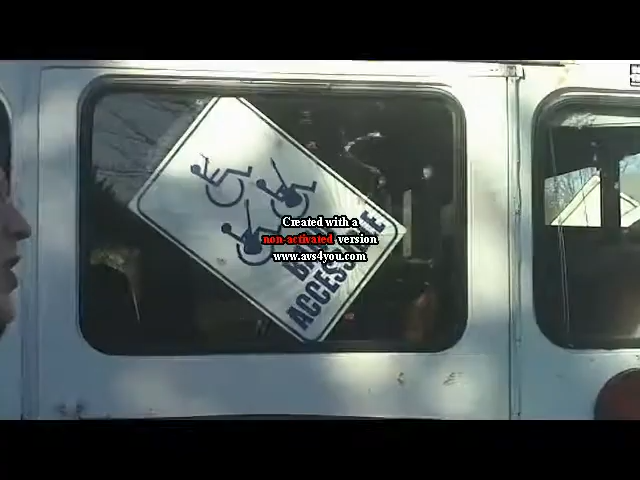 Created with a
non-activated version
www.avs4you.com
ACCESSIBLE